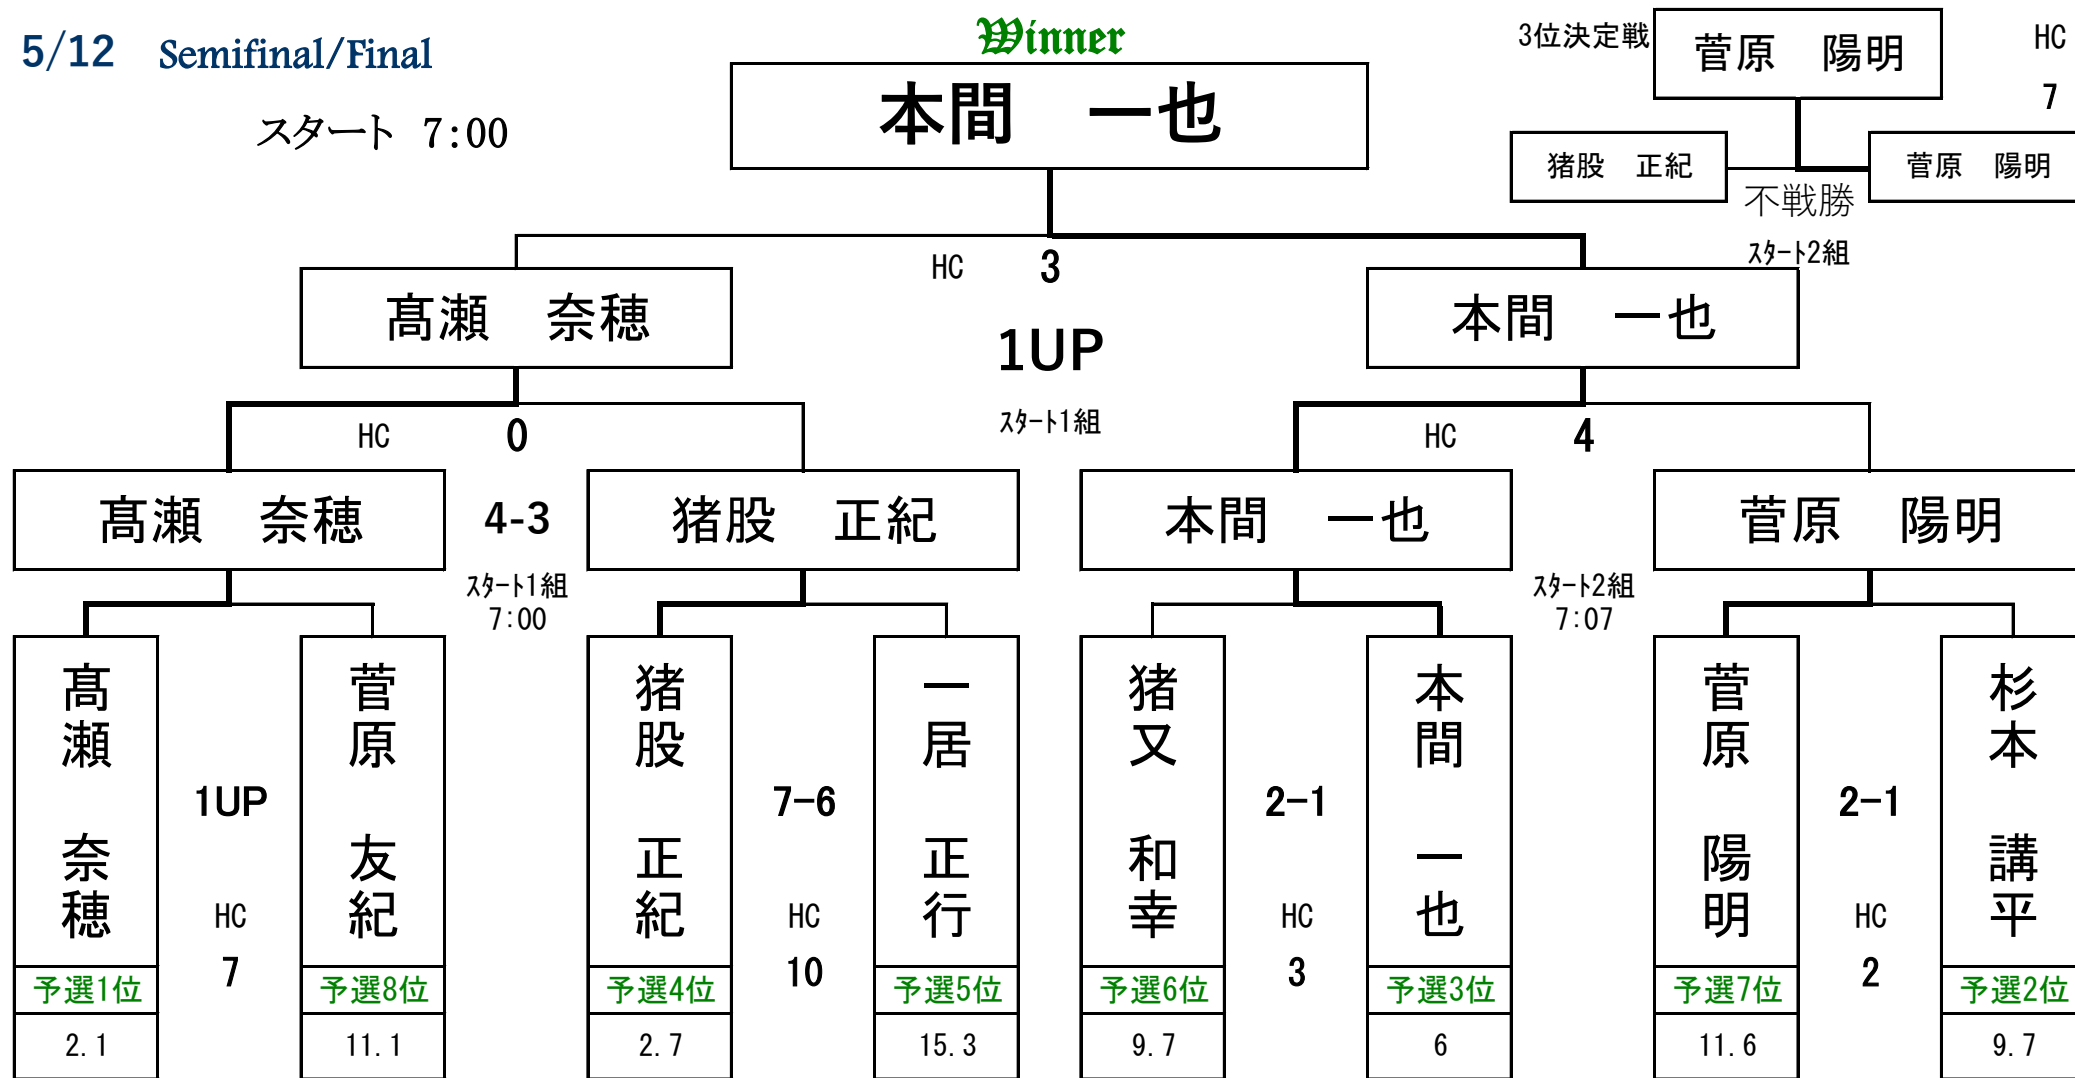 5/12 Semifinal/Final
スタート 7:00
Winner
本間 一也
3位決定戦
菅原 陽明
HC
7
猪股 正紀
菅原 陽明
不戦勝
ｽﾀｰﾄ2組
HC 3
髙瀬 奈穂
本間 一也
1UP
ｽﾀｰﾄ1組
HC 0
HC 4
髙瀬 奈穂
4-3
猪股 正紀
本間 一也
菅原 陽明
ｽﾀｰﾄ1組
7:00
ｽﾀｰﾄ2組
7:07
髙瀬 奈穂
予選1位
2.1
1UP
HC
7
菅原 友紀
予選8位
11.1
猪股 正紀
予選4位
2.7
7-6
HC
10
一居 正行
予選5位
15.3
猪又 和幸
予選6位
9.7
2-1
HC
3
本間 一也
予選3位
6
菅原 陽明
予選7位
11.6
2-1
HC
2
杉本 講平
予選2位
9.7